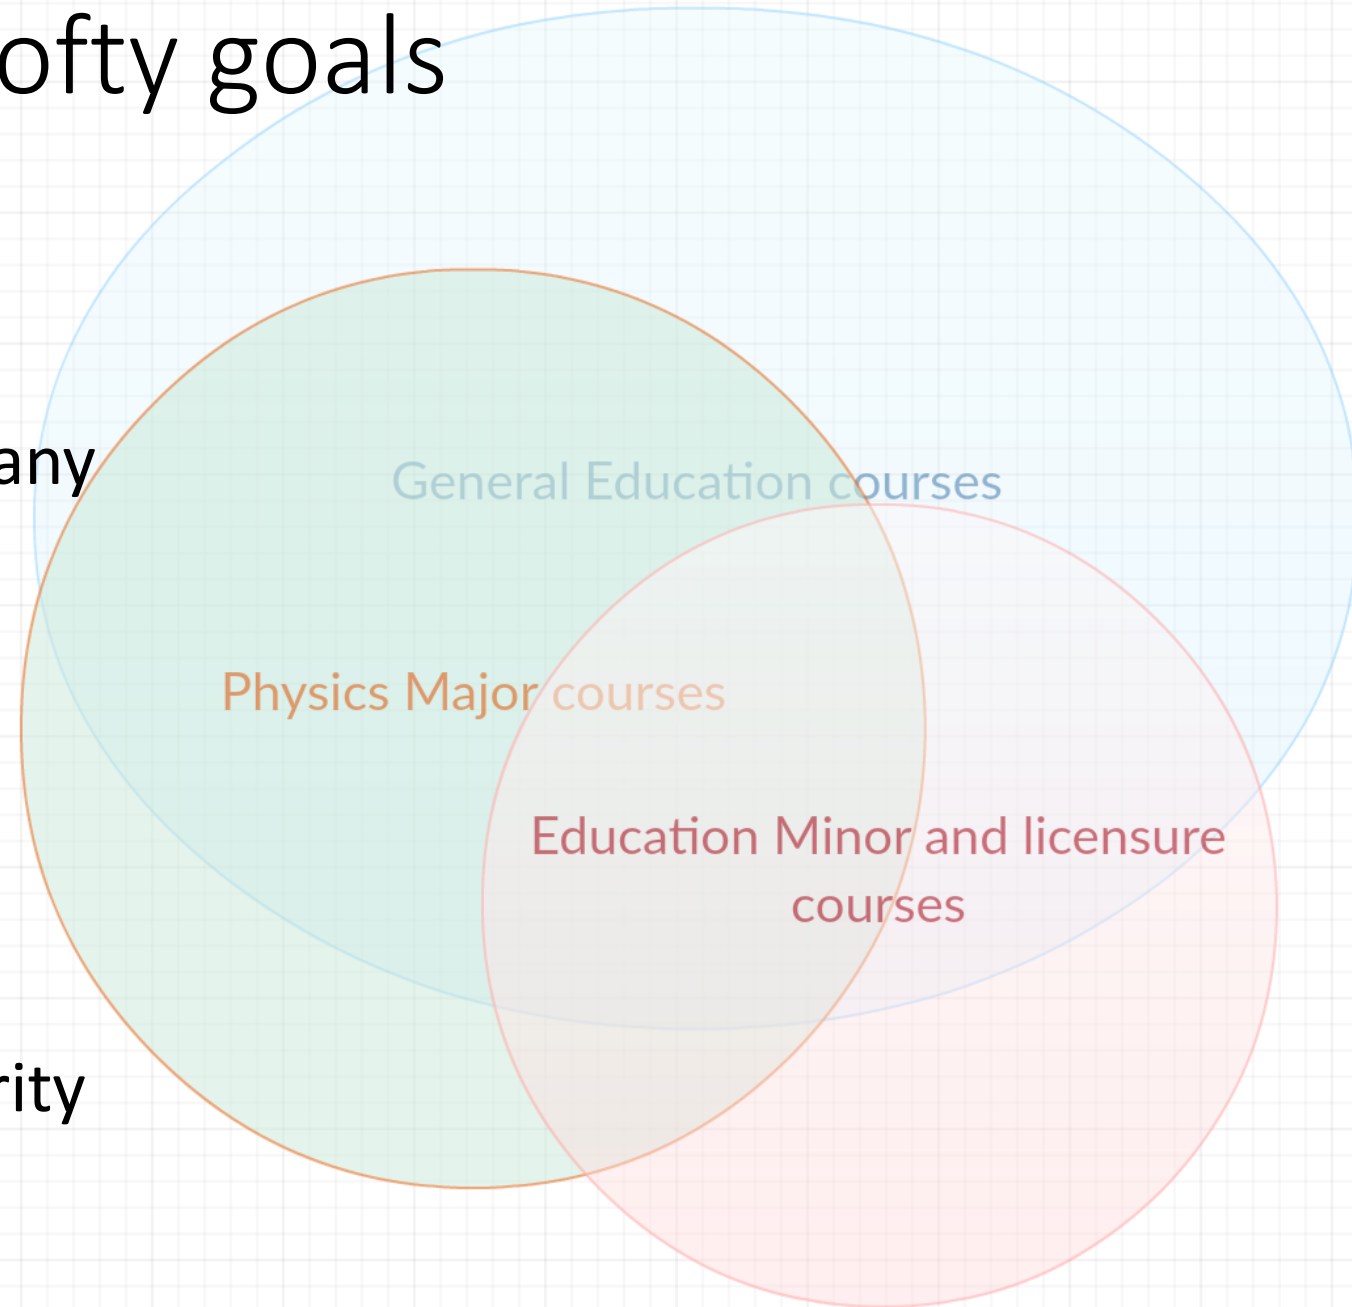 ofty goals
any
General Education courses
Physics Major courses
Education Minor and licensure
courses
rity